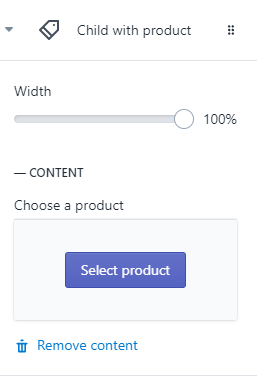 Child with product
Width
100%
— CONTENT
Choose a product
Select product
Remove content